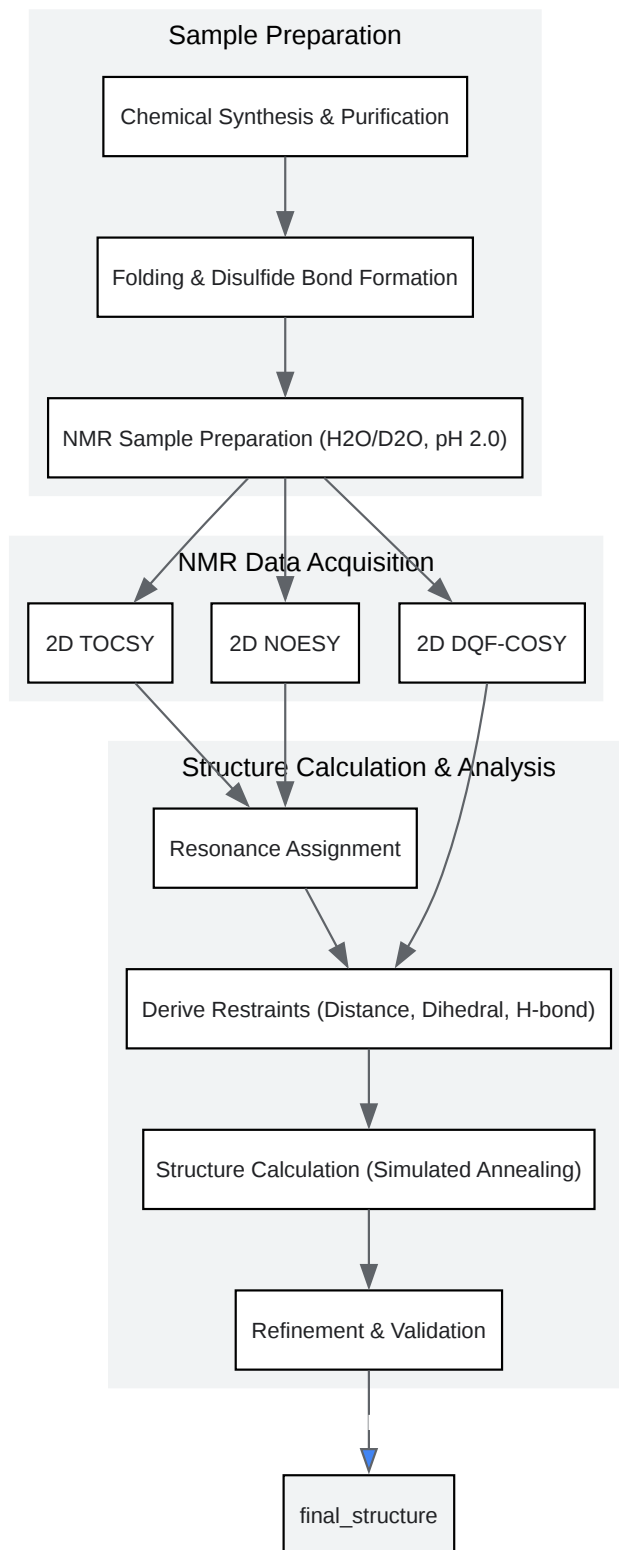 Sample Preparation
Chemical Synthesis & Purification
Folding & Disulfide Bond Formation
NMR Sample Preparation (H2O/D2O, pH 2.0)
NMR Data Acquisition
2D TOCSY
2D NOESY
2D DQF-COSY
Structure Calculation & Analysis
Resonance Assignment
Derive Restraints (Distance, Dihedral, H-bond)
Structure Calculation (Simulated Annealing)
Refinement & Validation
final_structure